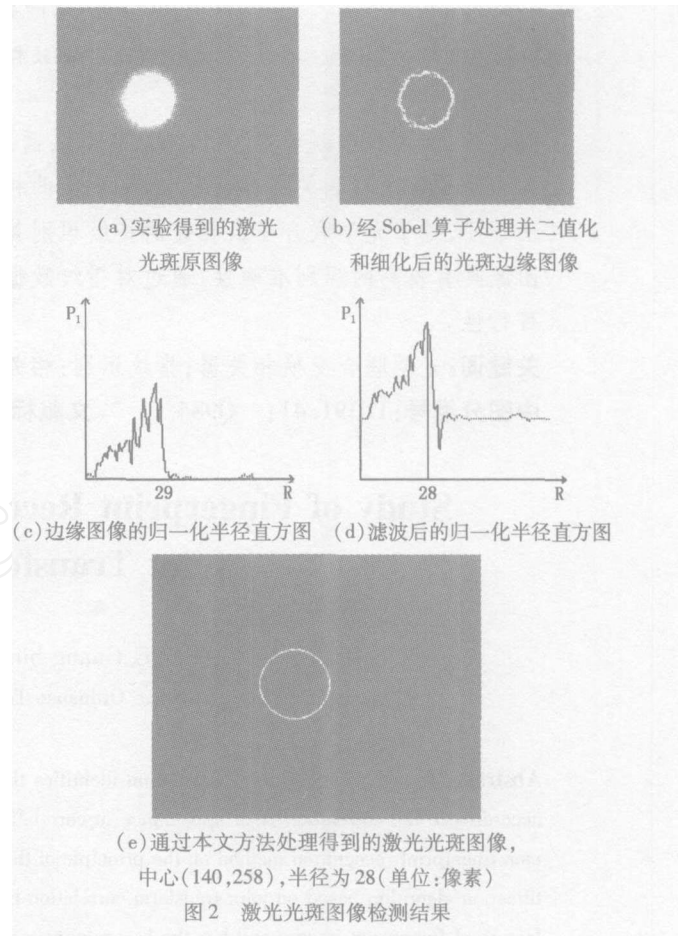 (a)实验得到的激光
光斑原图像
(b)经 Sobel 算子处理并二值化
和细化后的光斑边缘图像
P1
29
R
P1
28
R
(c)边缘图像的归一化半径直方图
(d)滤波后的归一化半径直方图
(e)通过本文方法处理得到的激光光斑图像,
中心(140,258),半径为28(单位:像素)
图2 激光光斑图像检测结果